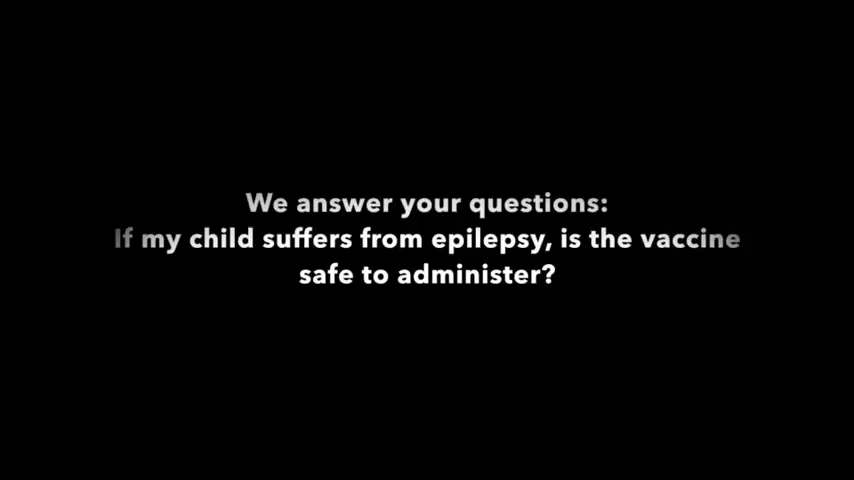 We answer your questions:
If my child suffers from epilepsy, is the vaccine
safe to administer?